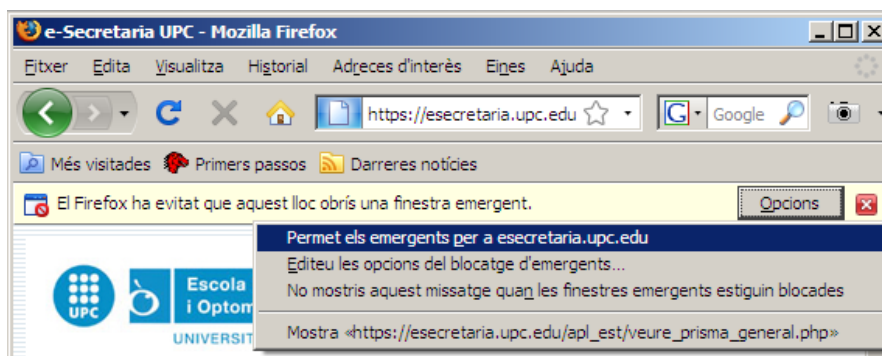 e-Secretaria UPC - Mozilla Firefox
Fitxer Edita Visualitza Historial Adreces d'interès Eines Ajuda
https://esecretaria.upc.edu G Google
Més visitades Primers passos Darreres notícies
El Firefox ha evitat que aquest lloc obrís una finestra emergent. Opcions
Permet els emergents per a esecretaria.upc.edu
Editeu les opcions del blocatge d'emergents...
No mostris aquest missatge quan les finestres emergents estiguin blocades
Mostra «https://esecretaria.upc.edu/apl_est/veure_prisma_general.php»
UPC
Escola
i Optom
UNIVERSIT